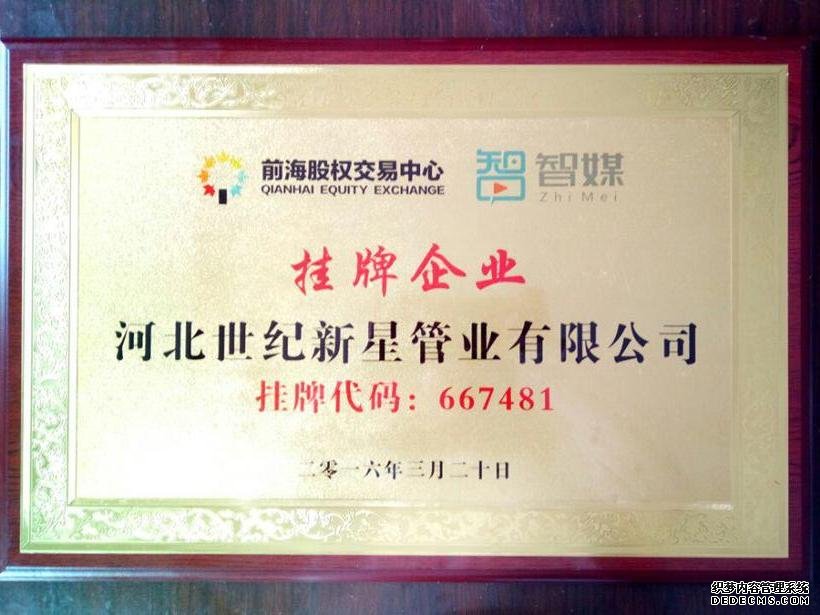 前海股权交易中心
QIANHAI EQUITY EXCHANGE
智媒
ZhiMei
挂牌企业
河北世纪新星管业有限公司
挂牌代码：667481
二零一六年三月二十日
织梦内容管理系统
DEDECMS.COM